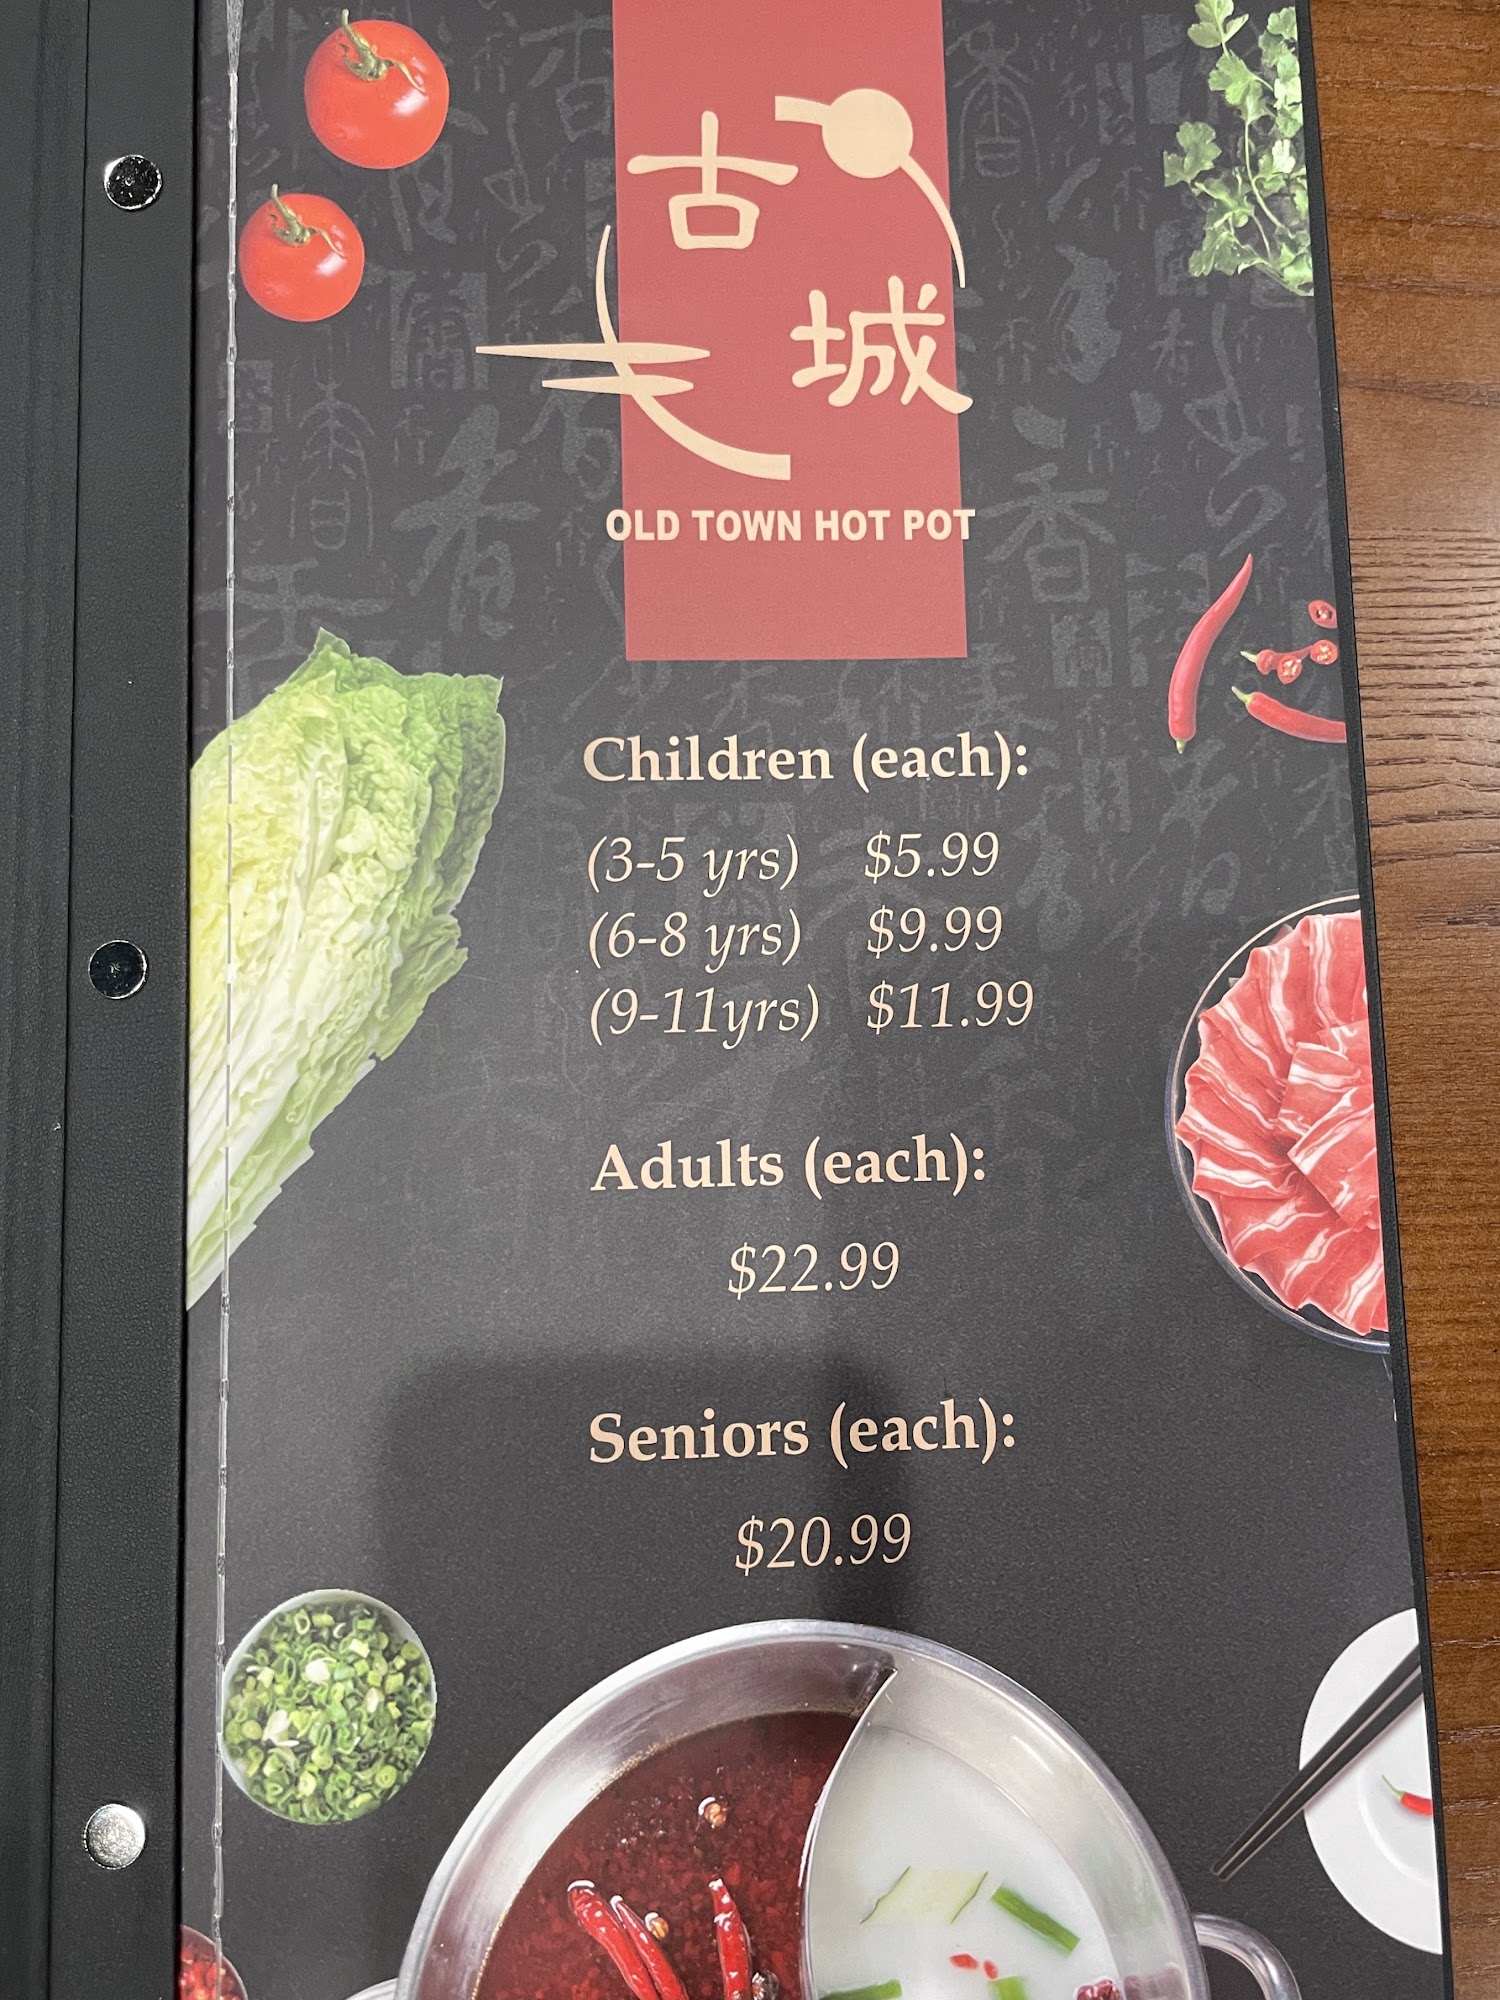 古
城
OLD TOWN HOT POT
Children (each):
(3-5 yrs) $5.99
(6-8 yrs) $9.99
(9-11yrs) $11.99
Adults (each):
$22.99
Seniors (each):
$20.99